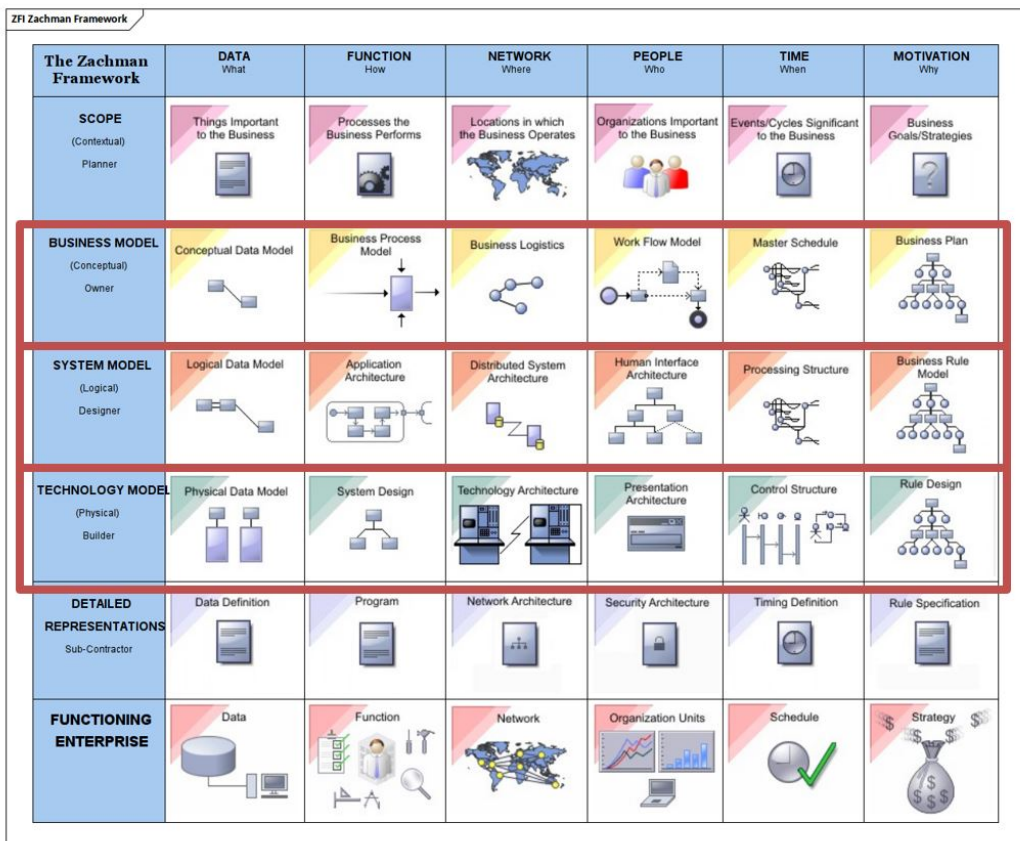 ZFI Zachman Framework
The Zachman
Framework
DATA
What
FUNCTION
How
NETWORK
Where
PEOPLE
Who
TIME
When
MOTIVATION
Why
SCOPE
(Contextual)
Planner
Things Important
to the Business
Processes the
Business Performs
Locations in which
the Business Operates
Organizations Important
to the Business
Events/Cycles Significant
to the Business
Business
Goals/Strategies
?
BUSINESS MODEL
(Conceptual)
Owner
Conceptual Data Model
Business Process
Model
Business Logistics
Work Flow Model
Master Schedule
Business Plan
SYSTEM MODEL
(Logical)
Designer
Logical Data Model
Application
Architecture
Distributed System
Architecture
Human Interface
Architecture
Processing Structure
Business Rule
Model
TECHNOLOGY MODEL
(Physical)
Builder
Physical Data Model
System Design
Technology Architecture
Presentation
Architecture
Control Structure
Rule Design
DETAILED
REPRESENTATIONS
Sub-Contractor
Data Definition
Program
Network Architecture
Security Architecture
Timing Definition
Rule Specification
FUNCTIONING
ENTERPRISE
Data
Function
Network
Organization Units
Schedule
Strategy
$ $ $ $
$ $
$ $
$ $ $